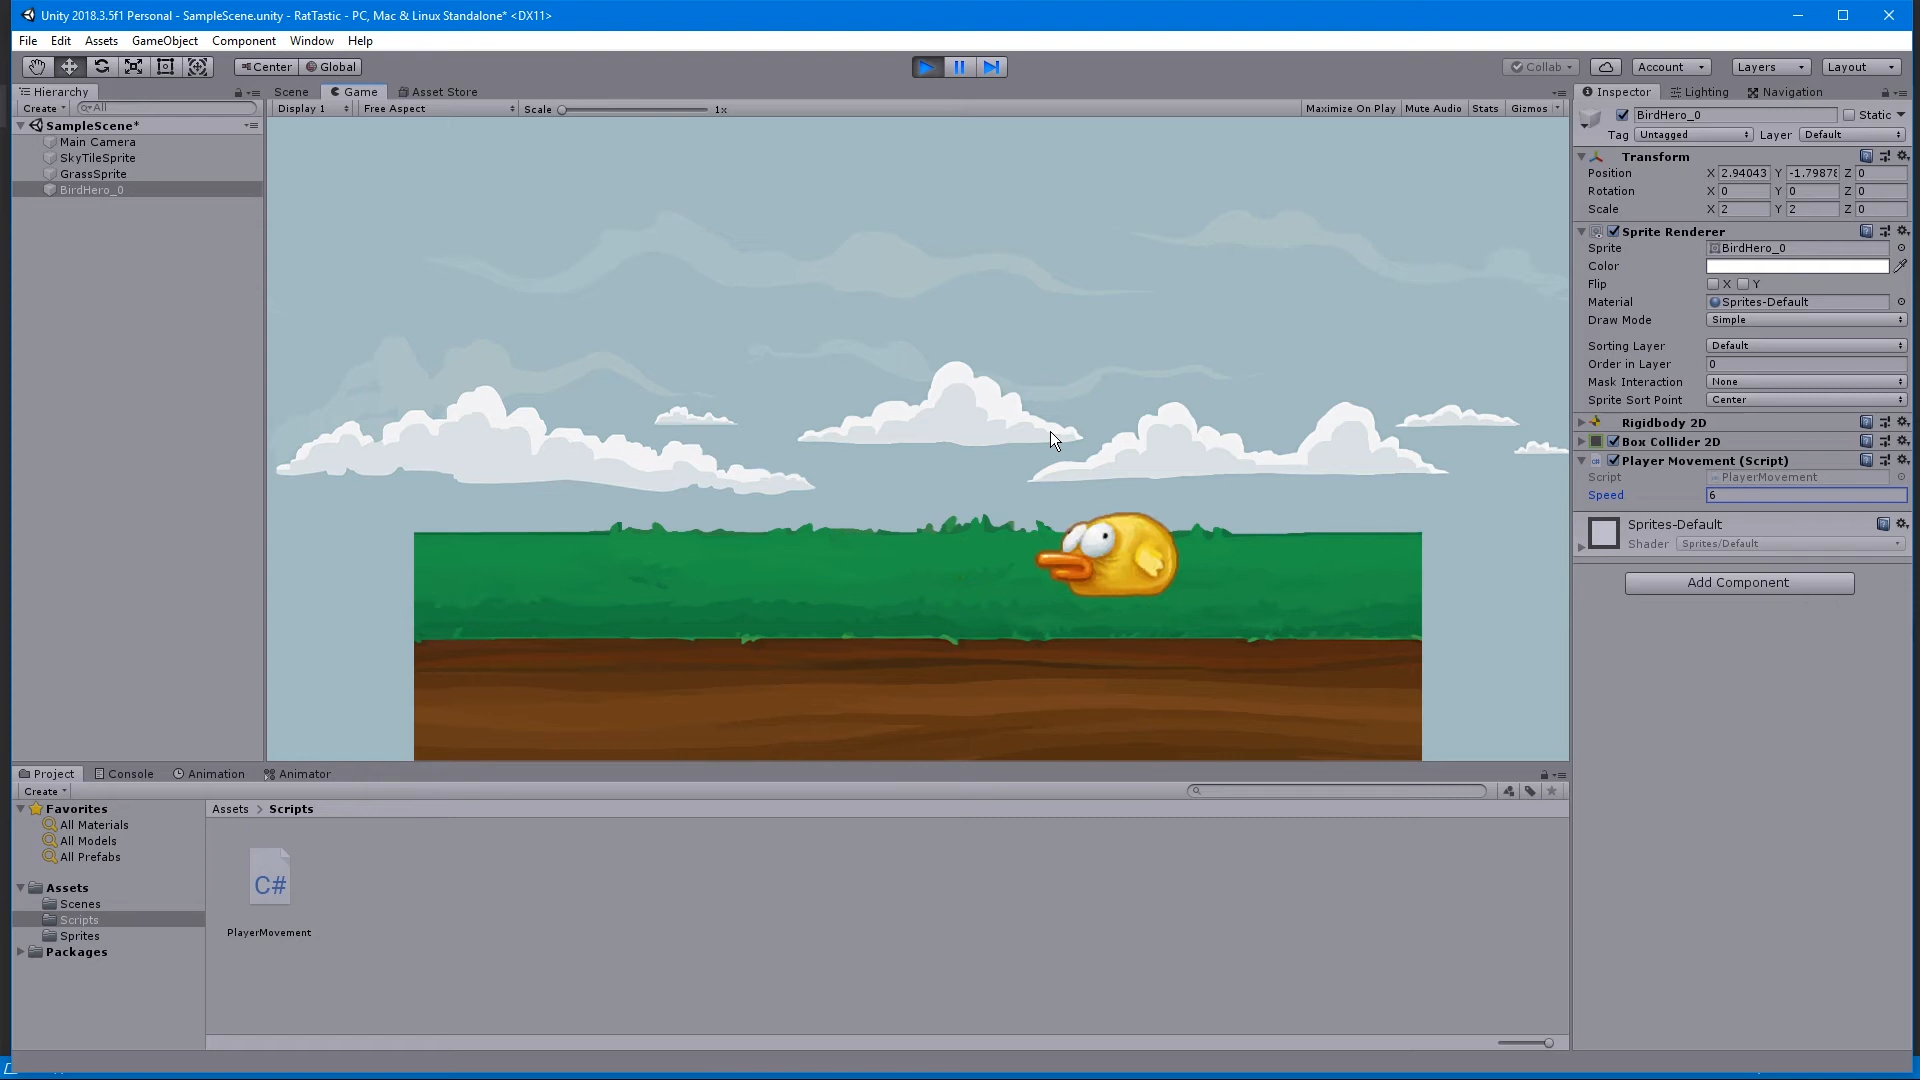 Unity 2018.3.5f1 Personal - SampleScene.unity - RatTastic - PC, Mac & Linux Standalone* <DX11>
File Edit Assets GameObject Component Window Help
Center Global Collab Account Layers Layout
Hierarchy Scene Game Asset Store Inspector Lighting Navigation
Create All Display 1 Free Aspect Scale 1x Maximize On Play Mute Audio Stats Gizmos
BirdHero_0 Static
SampleScene*
Tag Untagged Layer Default
Main Camera
SkyTileSprite
GrassSprite
BirdHero_0
Transform
Position X 2.94043 Y -1.7987 Z 0
Rotation X 0 Y 0 Z 0
Scale X 2 Y 2 Z 0
Sprite Renderer
Sprite BirdHero_0
Color
Flip X Y
Material Sprites-Default
Draw Mode Simple
Sorting Layer Default
Order in Layer 0
Mask Interaction None
Sprite Sort Point Center
Rigidbody 2D
Box Collider 2D
Player Movement (Script)
Script PlayerMovement
Speed 6
Sprites-Default
Shader Sprites/Default
Add Component
Project Console Animation Animator
Create
Favorites
All Materials
All Models
All Prefabs
Assets
Scenes
Scripts
Sprites
Packages
Assets > Scripts
C#
PlayerMovement